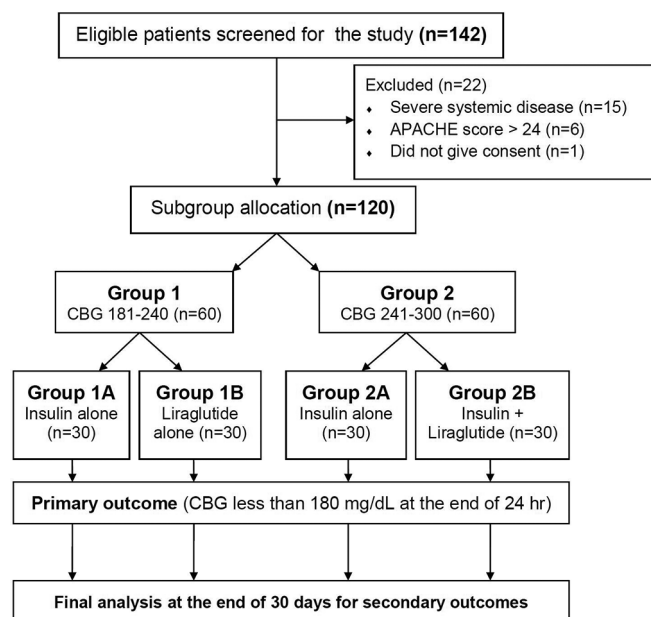 Eligible patients screened for the study (n=142)
Excluded (n=22)
♦ Severe systemic disease (n=15)
♦ APACHE score > 24 (n=6)
♦ Did not give consent (n=1)
Subgroup allocation (n=120)
Group 1
CBG 181-240 (n=60)
Group 2
CBG 241-300 (n=60)
Group 1A
Insulin alone
(n=30)
Group 1B
Liraglutide
alone (n=30)
Group 2A
Insulin alone
(n=30)
Group 2B
Insulin +
Liraglutide (n=30)
Primary outcome (CBG less than 180 mg/dL at the end of 24 hr)
Final analysis at the end of 30 days for secondary outcomes